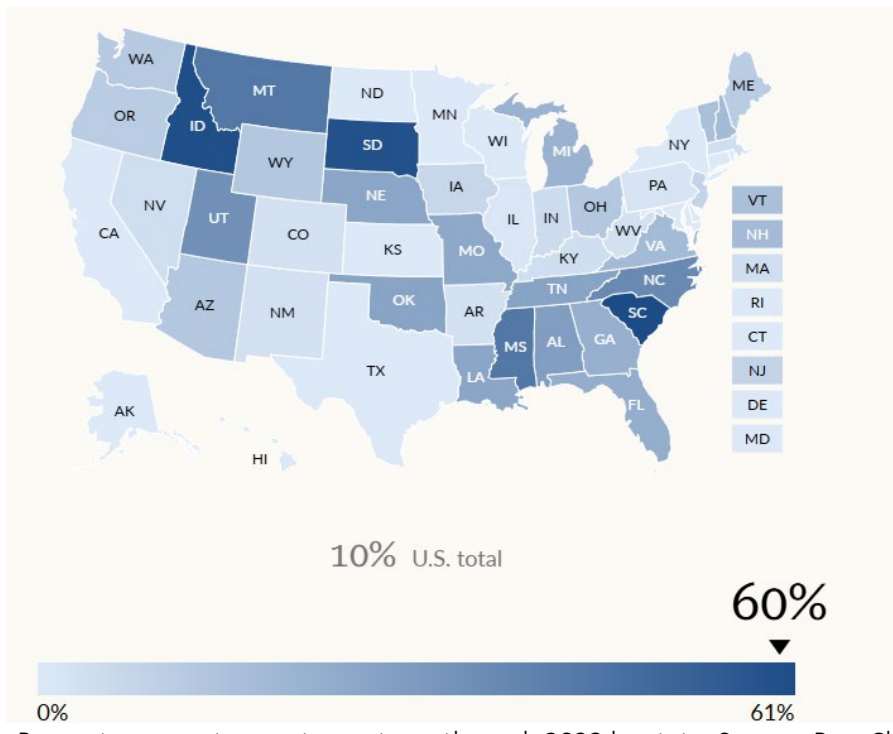 WA
ME
MT
ND
MN
OR
ID
NY
WI
SD
MI
WY
IA
PA
NE
NV
UT
IL
IN
OH
CO
WV
CA
VA
KS
MO
KY
NC
TN
OK
AZ
NM
AR
SC
MS
AL
GA
TX
LA
FL
AK
HI
VT
NH
MA
RI
CT
NJ
DE
MD
10% U.S. total
60%
0% 61%